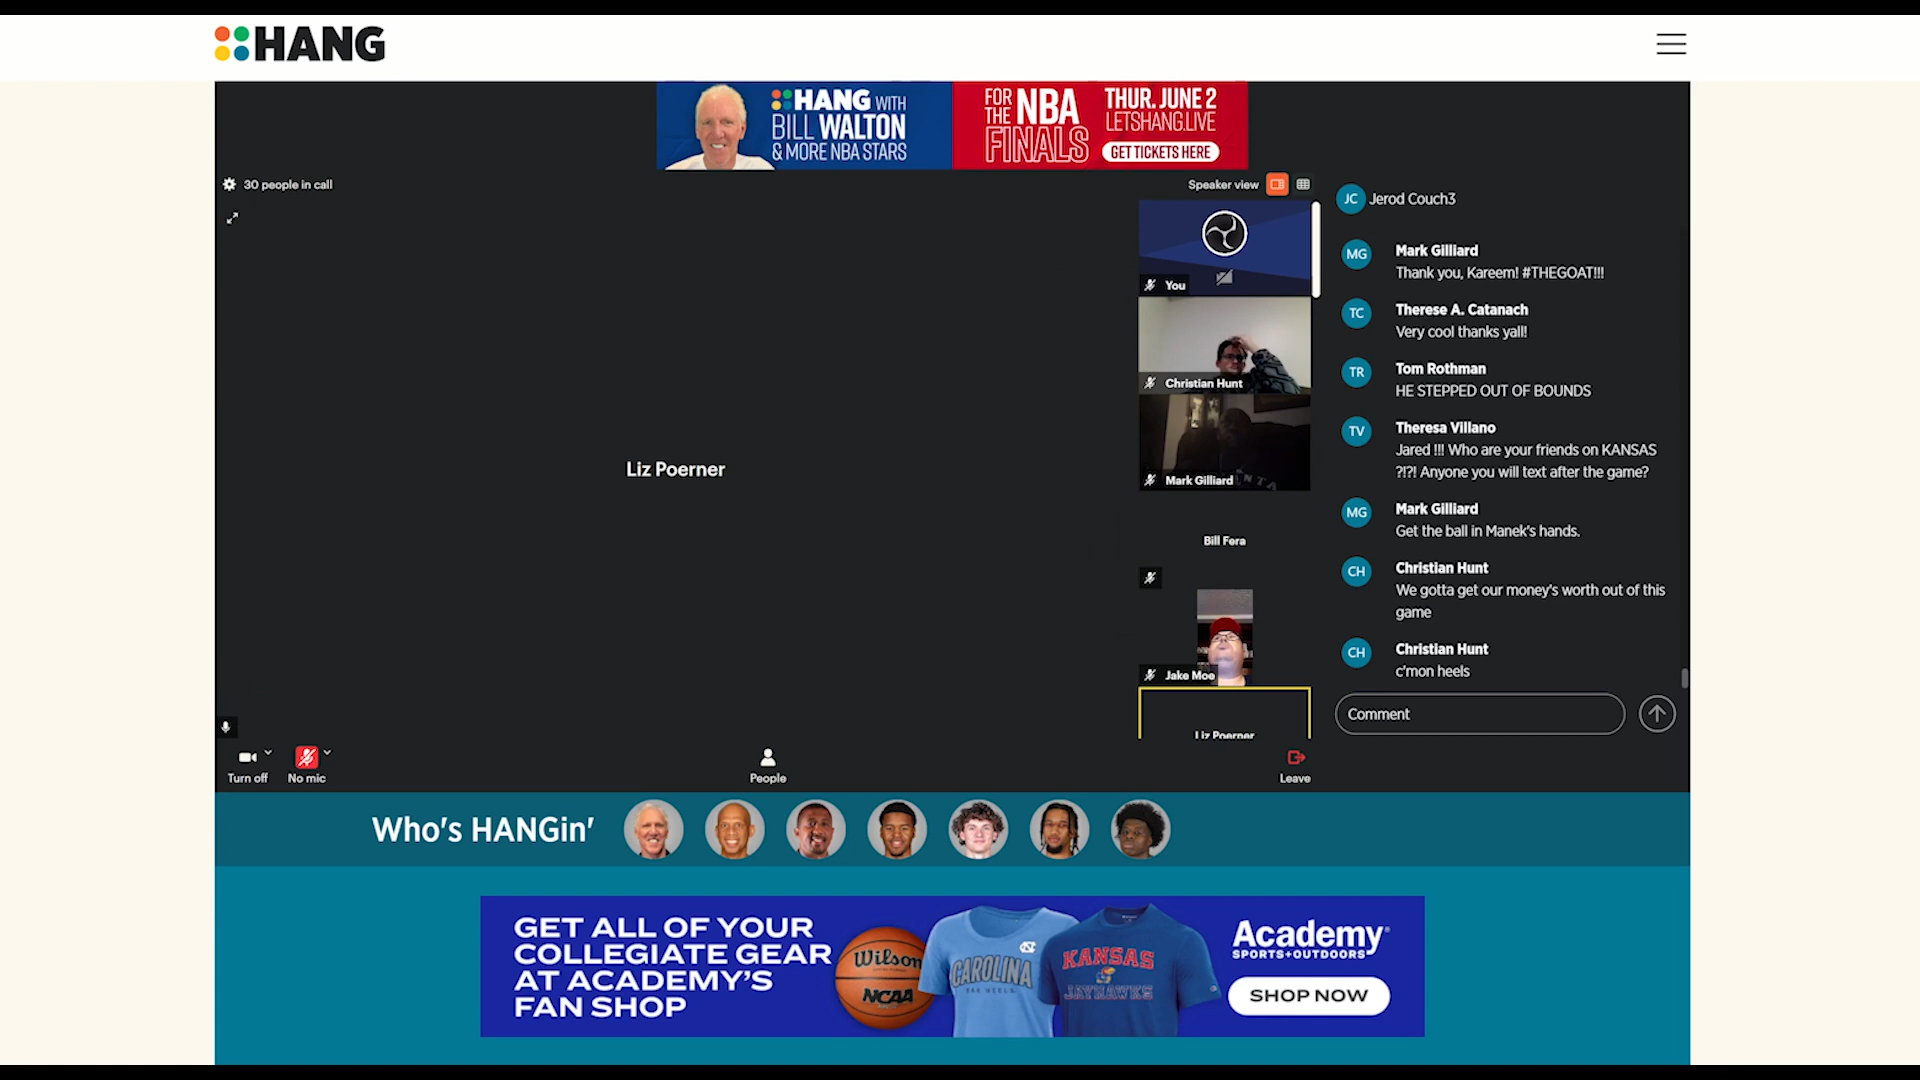 HANG
HANG WITH
BILL WALTON
& MORE NBA STARS
FOR THE NBA FINALS
THUR. JUNE 2
LETSHANG.LIVE
GET TICKETS HERE
30 people in call
Speaker view
You
Christian Hunt
Mark Gilliard
Bill Fera
Jake Moe
Liz Poerner
Liz Poerner
JC Jerod Couch3
MG Mark Gilliard
Thank you, Kareem! #THEGOAT!!!
TC Therese A. Catanach
Very cool thanks yall!
TR Tom Rothman
HE STEPPED OUT OF BOUNDS
TV Theresa Villano
Jared !!! Who are your friends on KANSAS
?!?! Anyone you will text after the game?
MG Mark Gilliard
Get the ball in Manek's hands.
CH Christian Hunt
We gotta get our money's worth out of this
game
CH Christian Hunt
c'mon heels
Comment
Turn off
No mic
People
Leave
Who's HANGin'
GET ALL OF YOUR
COLLEGIATE GEAR
AT ACADEMY'S
FAN SHOP
Wilson
NCAA
NC
CAROLINA
TAR HEELS
KANSAS
JAYHAWKS
Academy
SPORTS+OUTDOORS
SHOP NOW